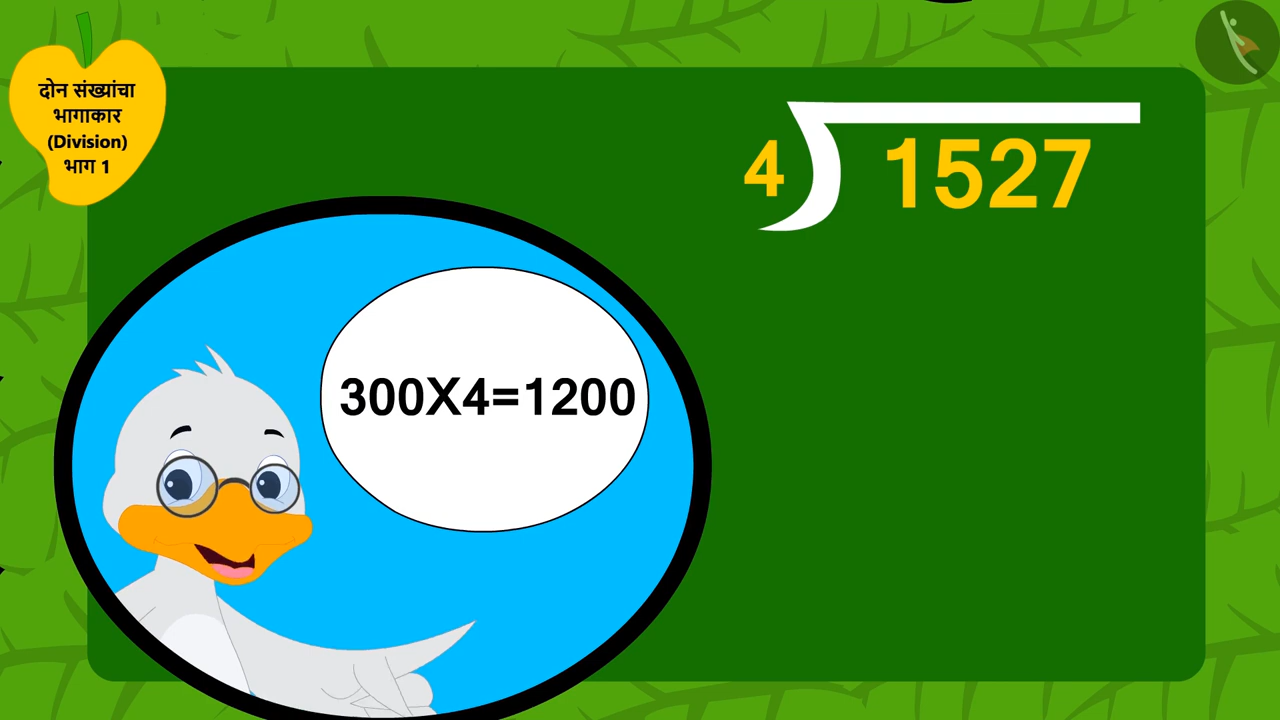 दोन संख्यांचा
भागाकार
(Division)
भाग 1
4 1527
300X4=1200